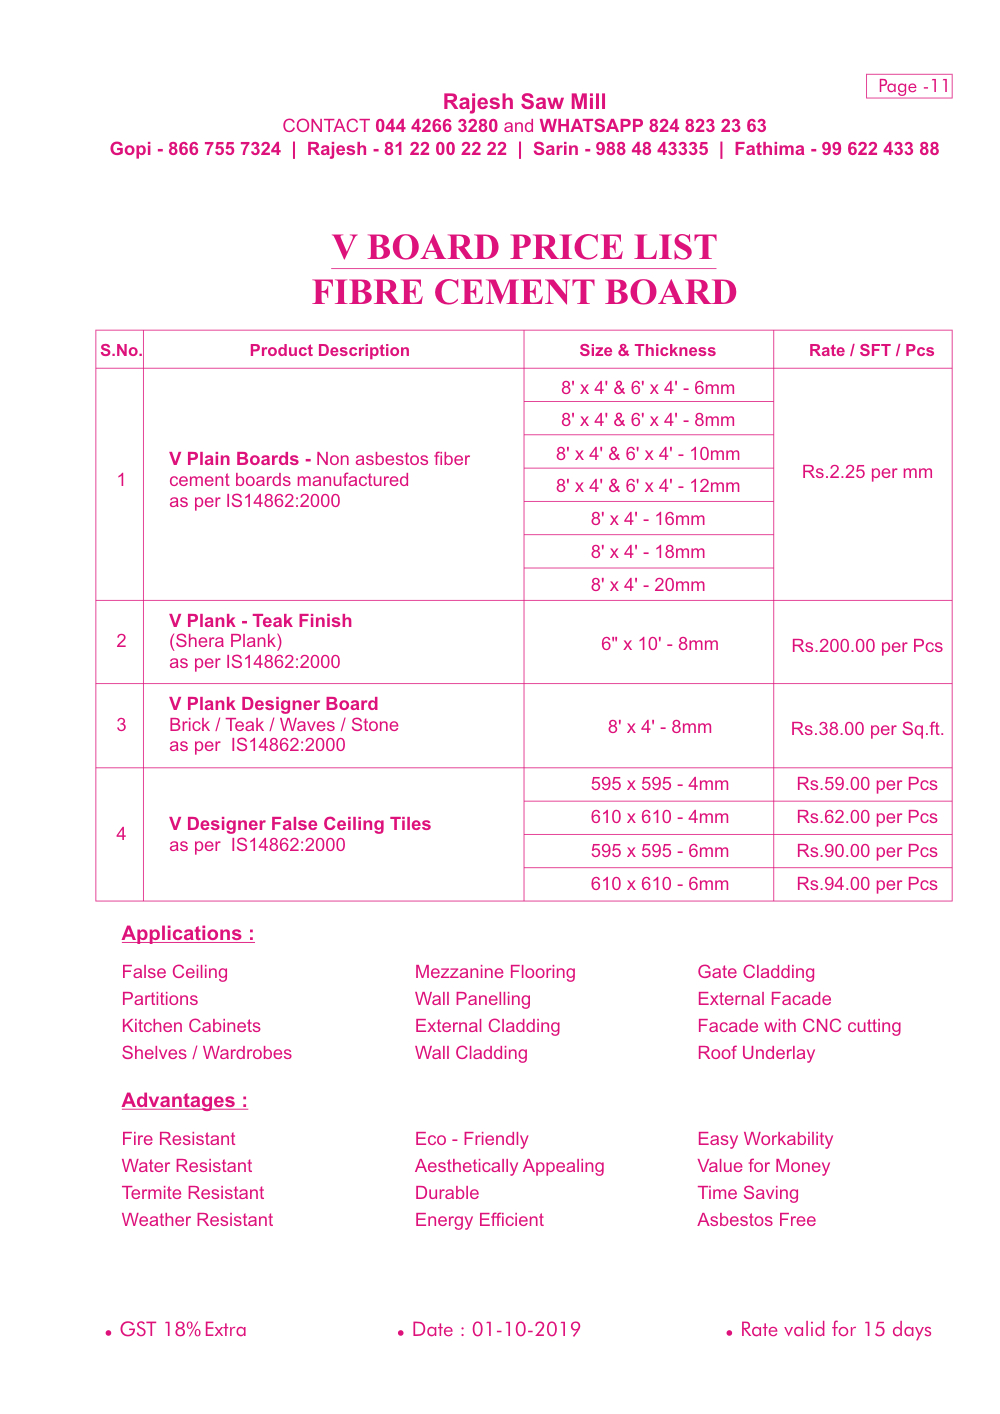 Page -11
Rajesh Saw Mill
CONTACT 044 4266 3280 and WHATSAPP 824 823 23 63
Gopi - 866 755 7324 | Rajesh - 81 22 00 22 22 | Sarin - 988 48 43335 | Fathima - 99 622 433 88
V BOARD PRICE LIST
FIBRE CEMENT BOARD
S.No. Product Description Size & Thickness Rate / SFT / Pcs
1
V Plain Boards - Non asbestos fiber
cement boards manufactured
as per IS14862:2000
8' x 4' & 6' x 4' - 6mm
8' x 4' & 6' x 4' - 8mm
8' x 4' & 6' x 4' - 10mm
8' x 4' & 6' x 4' - 12mm
8' x 4' - 16mm
8' x 4' - 18mm
8' x 4' - 20mm
Rs.2.25 per mm
2
V Plank - Teak Finish
(Shera Plank)
as per IS14862:2000
6" x 10' - 8mm
Rs.200.00 per Pcs
3
V Plank Designer Board
Brick / Teak / Waves / Stone
as per IS14862:2000
8' x 4' - 8mm
Rs.38.00 per Sq.ft.
4
V Designer False Ceiling Tiles
as per IS14862:2000
595 x 595 - 4mm Rs.59.00 per Pcs
610 x 610 - 4mm Rs.62.00 per Pcs
595 x 595 - 6mm Rs.90.00 per Pcs
610 x 610 - 6mm Rs.94.00 per Pcs
Applications :
False Ceiling Mezzanine Flooring Gate Cladding
Partitions Wall Panelling External Facade
Kitchen Cabinets External Cladding Facade with CNC cutting
Shelves / Wardrobes Wall Cladding Roof Underlay
Advantages :
Fire Resistant Eco - Friendly Easy Workability
Water Resistant Aesthetically Appealing Value for Money
Termite Resistant Durable Time Saving
Weather Resistant Energy Efficient Asbestos Free
• GST 18% Extra • Date : 01-10-2019 • Rate valid for 15 days